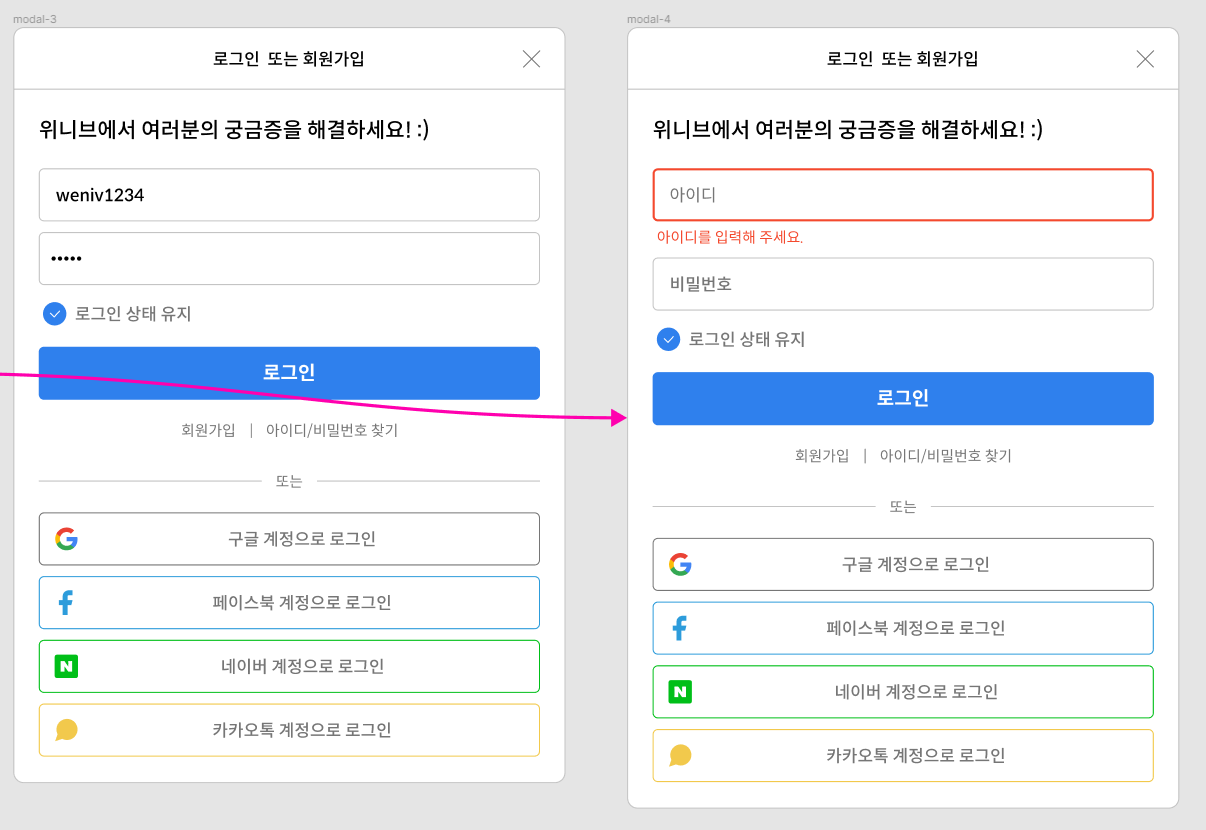 modal-3
로그인 또는 회원가입
위니브에서 여러분의 궁금증을 해결하세요! :)
weniv1234
•••••
로그인 상태 유지
로그인
회원가입 | 아이디/비밀번호 찾기
또는
구글 계정으로 로그인
페이스북 계정으로 로그인
네이버 계정으로 로그인
카카오톡 계정으로 로그인
modal-4
로그인 또는 회원가입
위니브에서 여러분의 궁금증을 해결하세요! :)
아이디
아이디를 입력해 주세요.
비밀번호
로그인 상태 유지
로그인
회원가입 | 아이디/비밀번호 찾기
또는
구글 계정으로 로그인
페이스북 계정으로 로그인
네이버 계정으로 로그인
카카오톡 계정으로 로그인